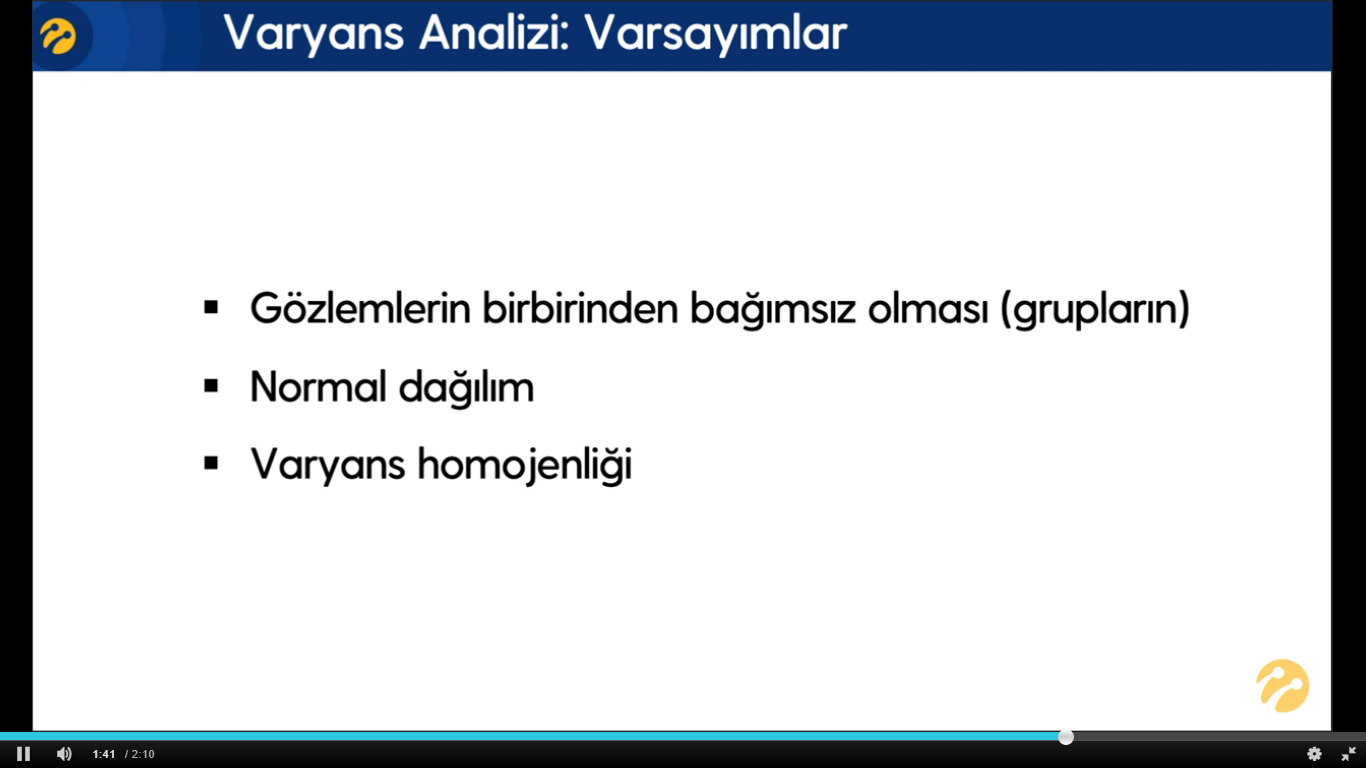 Varyans Analizi: Varsayımlar
▪ Gözlemlerin birbirinden bağımsız olması (grupların)
▪ Normal dağılım
▪ Varyans homojenliği
1:41 / 2:10